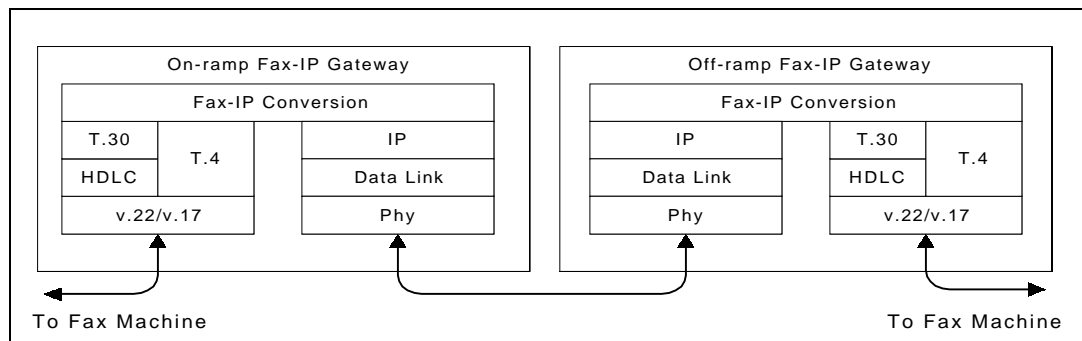 On-ramp Fax-IP Gateway
Fax-IP Conversion
T.30
T.4
HDLC
v.22/v.17
IP
Data Link
Phy
To Fax Machine
Off-ramp Fax-IP Gateway
Fax-IP Conversion
IP
Data Link
Phy
T.30
T.4
HDLC
v.22/v.17
To Fax Machine